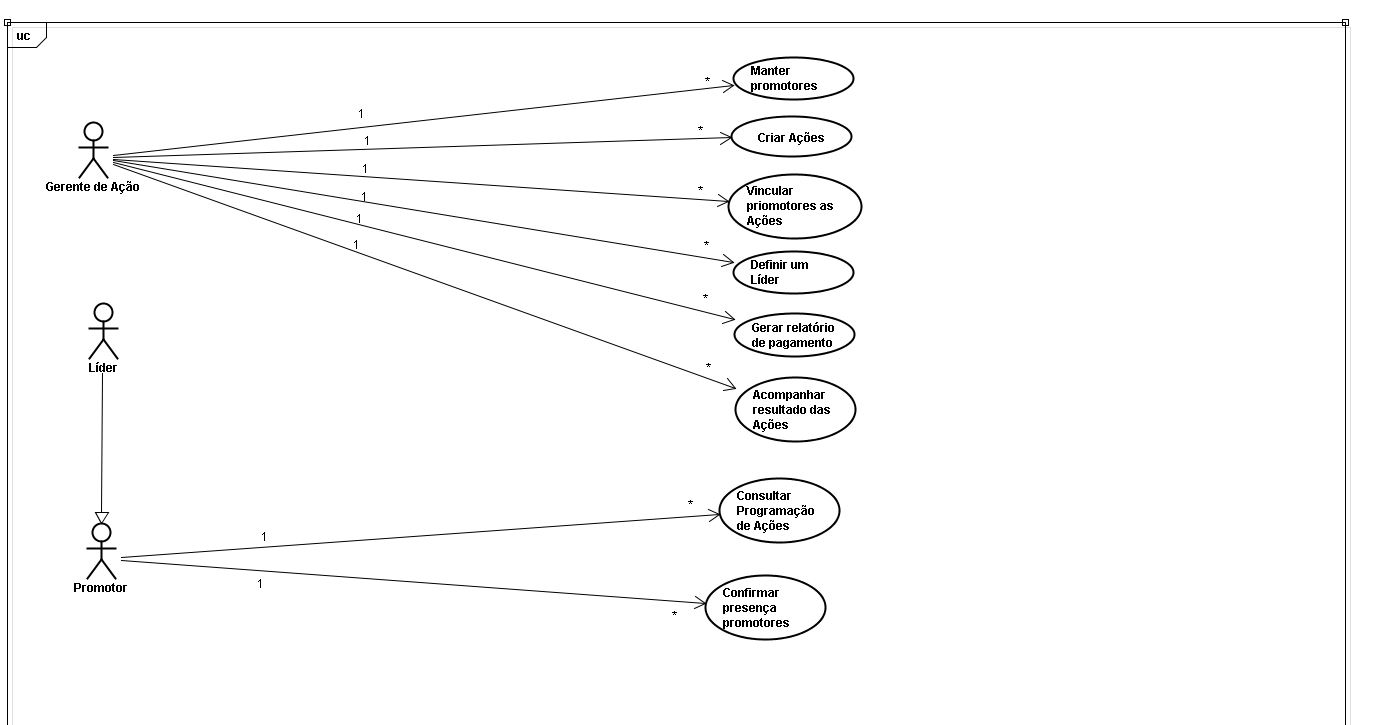 uc
Manter
promotores
*
1
Criar Ações
*
1
Gerente de Ação
Vincular
priomotores as
Ações
*
1
1
*
Definir um
Líder
1
*
Gerar relatório
de pagamento
1
*
Acompanhar
resultado das
Ações
Líder
Consultar
Programação
de Ações
*
1
Promotor
1
*
Confirmar
presença
promotores